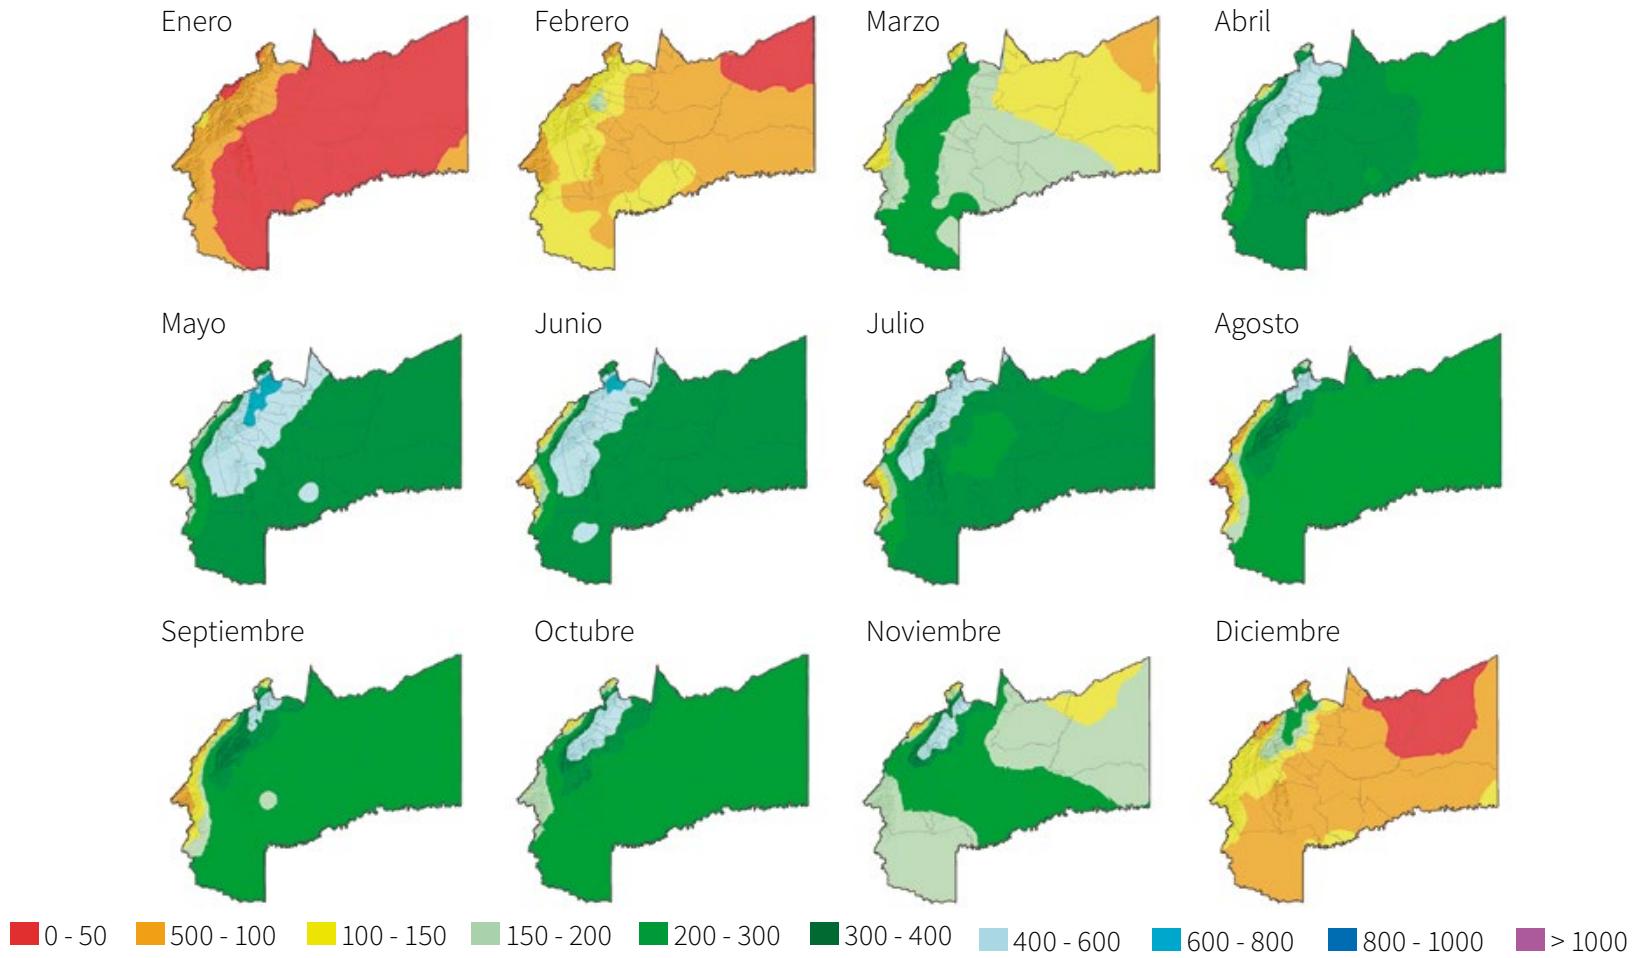 Enero Febrero Marzo Abril
Mayo Junio Julio Agosto
Septiembre Octubre Noviembre Diciembre
0 - 50 500 - 100 100 - 150 150 - 200 200 - 300 300 - 400 400 - 600 600 - 800 800 - 1000 > 1000